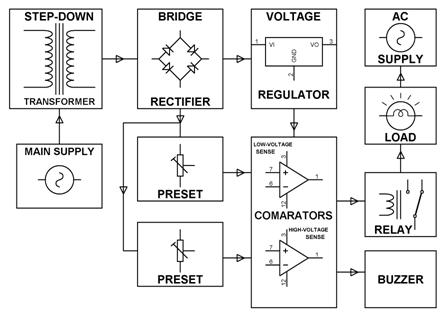 STEP-DOWN
TRANSFORMER
BRIDGE
RECTIFIER
VOLTAGE
1 VI VO 3
GND
2
REGULATOR
AC
SUPPLY
MAIN SUPPLY
PRESET
PRESET
LOW-VOLTAGE
SENSE
3
7
6
1
12
COMARATORS
HIGH-VOLTAGE
SENSE
3
7
6
1
12
LOAD
RELAY
BUZZER